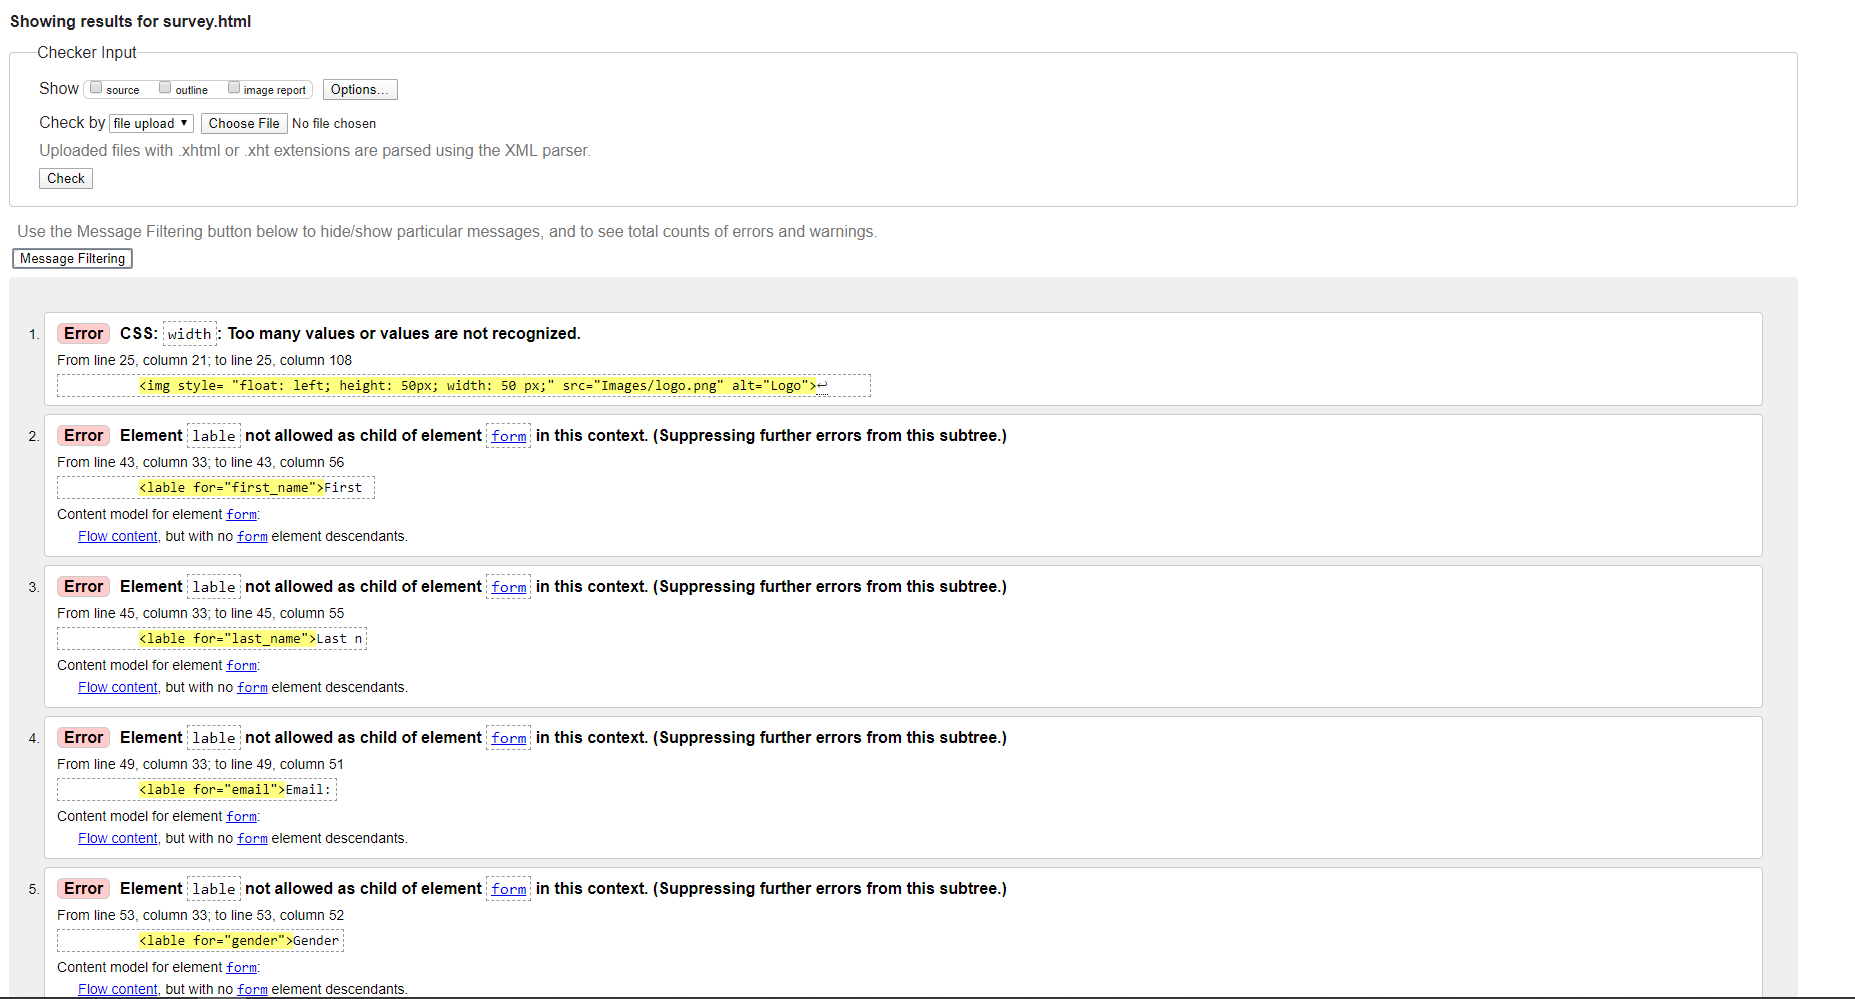 Showing results for survey.html
Checker Input
Show source outline image report Options...
Check by file upload Choose File No file chosen
Uploaded files with .xhtml or .xht extensions are parsed using the XML parser.
Check
Use the Message Filtering button below to hide/show particular messages, and to see total counts of errors and warnings.
Message Filtering
1. Error CSS: width: Too many values or values are not recognized.
From line 25, column 21; to line 25, column 108
<img style= "float: left; height: 50px; width: 50 px;" src="Images/logo.png" alt="Logo">↩
2. Error Element lable not allowed as child of element form in this context. (Suppressing further errors from this subtree.)
From line 43, column 33; to line 43, column 56
<lable for="first_name">First
Content model for element form:
Flow content, but with no form element descendants.
3. Error Element lable not allowed as child of element form in this context. (Suppressing further errors from this subtree.)
From line 45, column 33; to line 45, column 55
<lable for="last_name">Last n
Content model for element form:
Flow content, but with no form element descendants.
4. Error Element lable not allowed as child of element form in this context. (Suppressing further errors from this subtree.)
From line 49, column 33; to line 49, column 51
<lable for="email">Email:
Content model for element form:
Flow content, but with no form element descendants.
5. Error Element lable not allowed as child of element form in this context. (Suppressing further errors from this subtree.)
From line 53, column 33; to line 53, column 52
<lable for="gender">Gender
Content model for element form:
Flow content, but with no form element descendants.